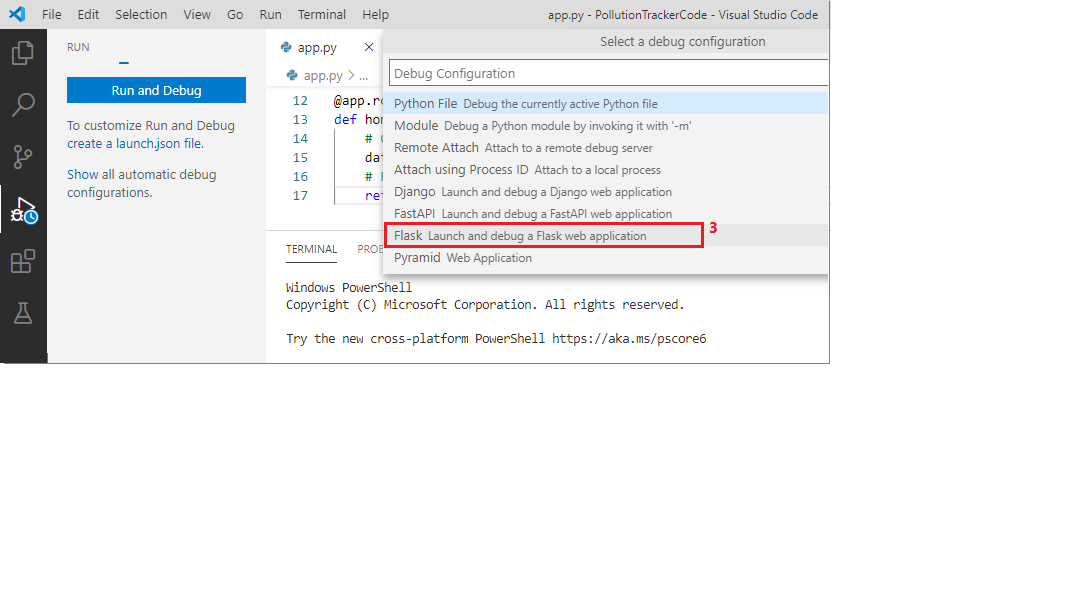 File Edit Selection View Go Run Terminal Help app.py - PollutionTrackerCode - Visual Studio Code
RUN
Run and Debug
To customize Run and Debug
create a launch.json file.
Show all automatic debug
configurations.
app.py ×
app.py > ...
12 @app.ro
13 def ho
14 #
15 da
16 #
17 re
Select a debug configuration
Debug Configuration
Python File Debug the currently active Python file
Module Debug a Python module by invoking it with '-m'
Remote Attach Attach to a remote debug server
Attach using Process ID Attach to a local process
Django Launch and debug a Django web application
FastAPI Launch and debug a FastAPI web application
Flask Launch and debug a Flask web application 3
Pyramid Web Application
TERMINAL PROB
Windows PowerShell
Copyright (C) Microsoft Corporation. All rights reserved.
Try the new cross-platform PowerShell https://aka.ms/pscore6